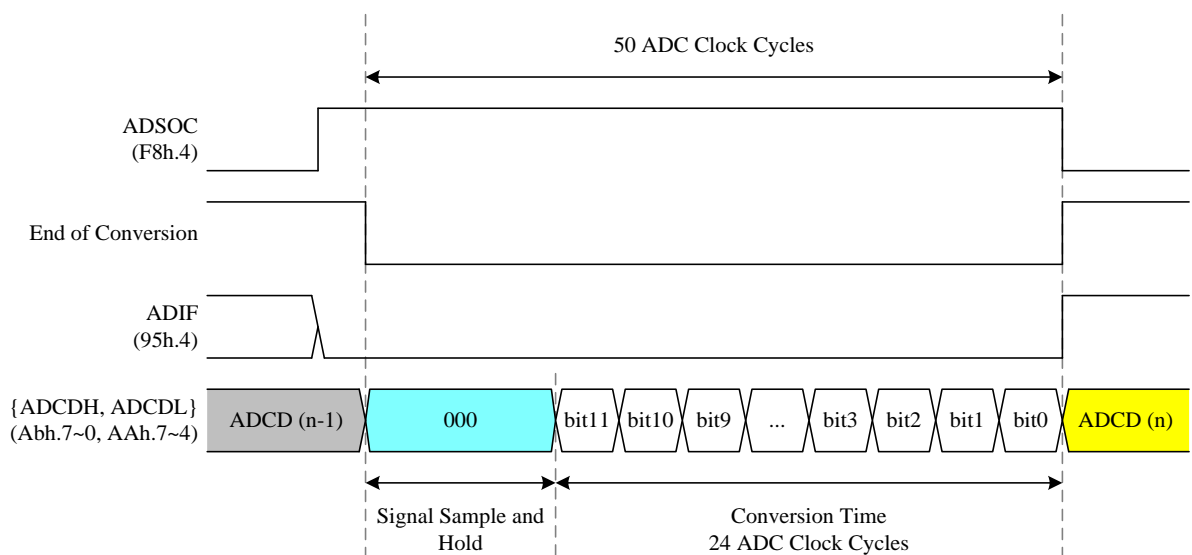 50 ADC Clock Cycles
ADSOC
(F8h.4)
End of Conversion
ADIF
(95h.4)
{ADCDH, ADCDL}
(Abh.7~0, AAh.7~4)
ADCD (n-1)
000
bit11
bit10
bit9
...
bit3
bit2
bit1
bit0
ADCD (n)
Signal Sample and
Hold
Conversion Time
24 ADC Clock Cycles